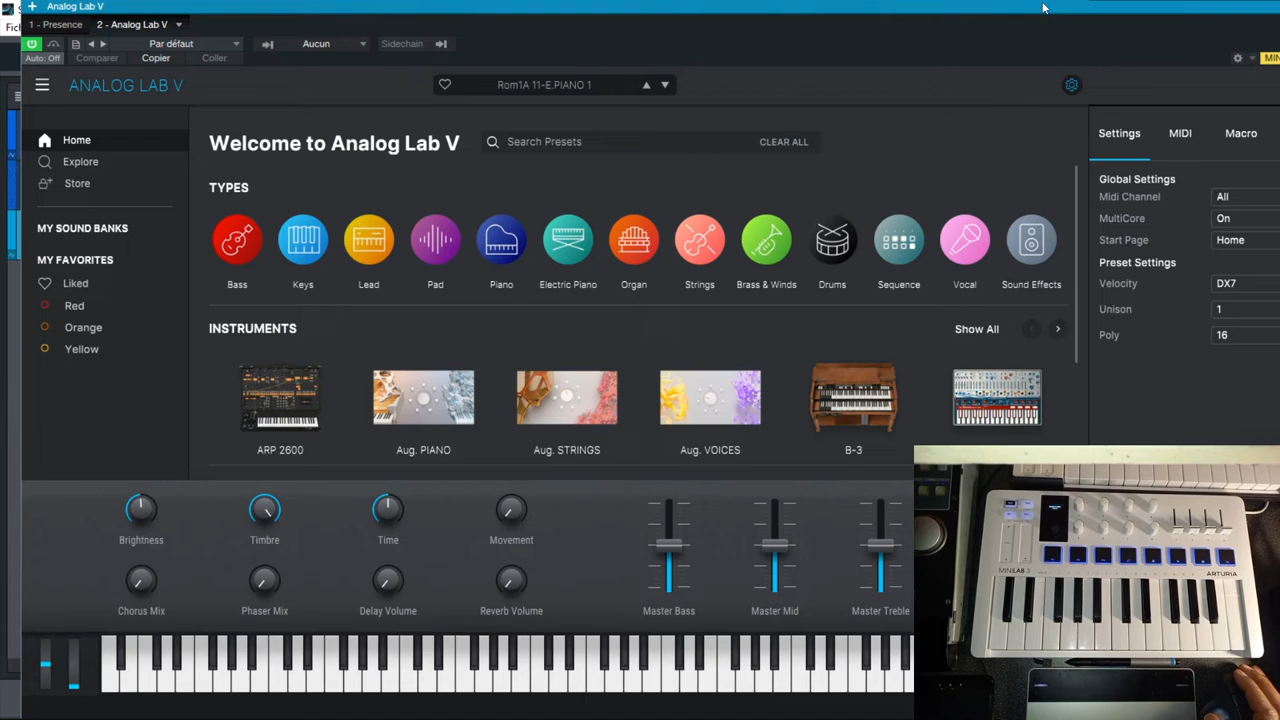 Analog Lab V
1 - Presence
2 - Analog Lab V
Par défaut
Aucun
Sidechain
Auto: Off
Comparer
Copier
Coller
ANALOG LAB V
Rom1A 11-E.PIANO 1
Home
Explore
Store
MY SOUND BANKS
MY FAVORITES
Liked
Red
Orange
Yellow
Welcome to Analog Lab V
Search Presets
CLEAR ALL
TYPES
Bass
Keys
Lead
Pad
Piano
Electric Piano
Organ
Strings
Brass & Winds
Drums
Sequence
Vocal
Sound Effects
INSTRUMENTS
Show All
ARP 2600
Aug. PIANO
Aug. STRINGS
Aug. VOICES
B-3
Settings
MIDI
Macro
Global Settings
Midi Channel
All
MultiCore
On
Start Page
Home
Preset Settings
Velocity
DX7
Unison
1
Poly
16
Brightness
Timbre
Time
Movement
Chorus Mix
Phaser Mix
Delay Volume
Reverb Volume
Master Bass
Master Mid
Master Treble
MINILAB 3
ARTURIA